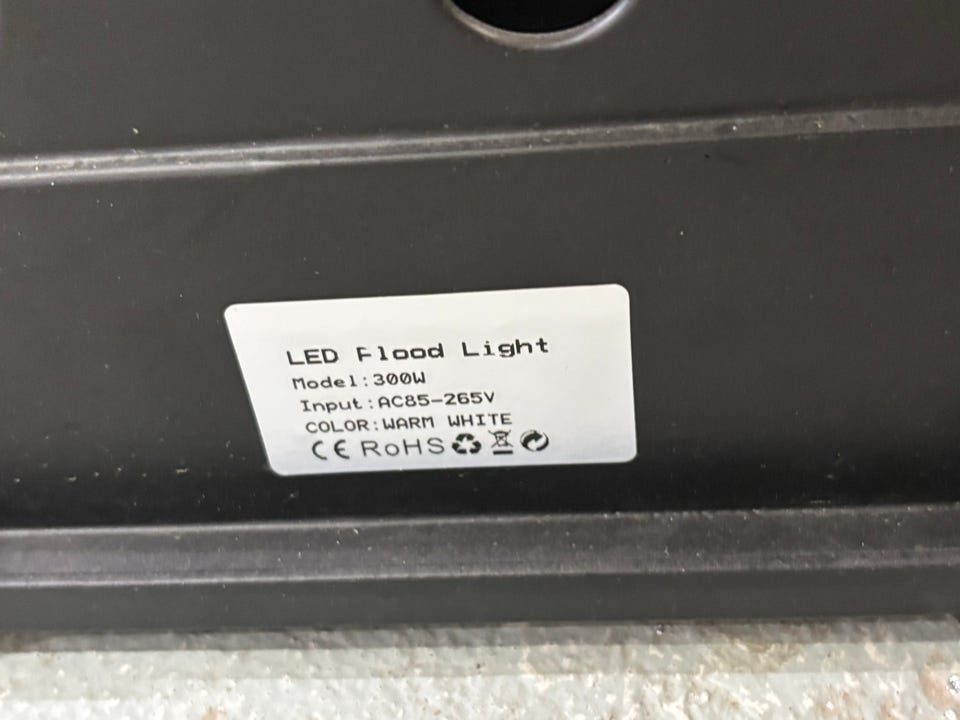 LED Flood Light
Model:300W
Input:AC85-265V
COLOR:WARM WHITE
CE RoHS